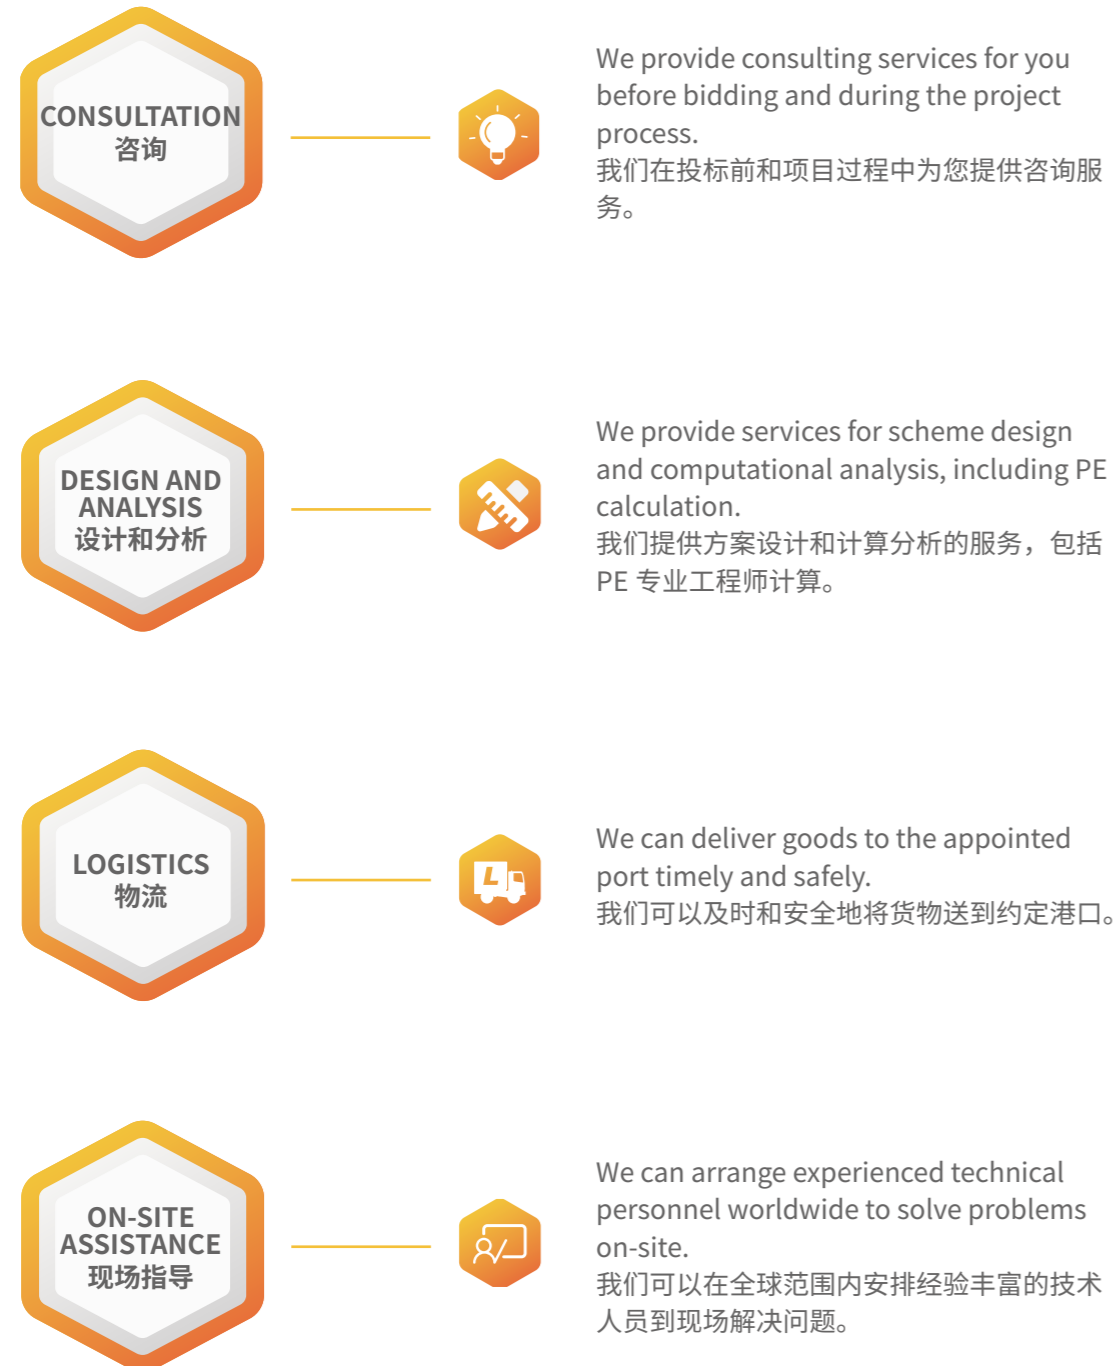 CONSULTATION
咨询
We provide consulting services for you
before bidding and during the project
process.
我们在投标前和项目过程中为您提供咨询服
务。
DESIGN AND
ANALYSIS
设计和分析
We provide services for scheme design
and computational analysis, including PE
calculation.
我们提供方案设计和计算分析的服务，包括
PE 专业工程师计算。
LOGISTICS
物流
L
We can deliver goods to the appointed
port timely and safely.
我们可以及时和安全地将货物送到约定港口。
ON-SITE
ASSISTANCE
现场指导
We can arrange experienced technical
personnel worldwide to solve problems
on-site.
我们可以在全球范围内安排经验丰富的技术
人员到现场解决问题。